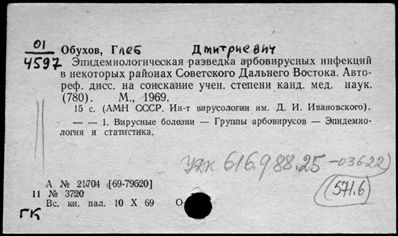 01
4597
Обухов, Глеб Дмитриевич
Эпидемиологическая разведка арбовирусных инфекций
в некоторых районах Советского Дальнего Востока. Авто-
реф. дисс. на соискание учен. степени канд. мед. наук.
(780). М., 1969.
15 с. (АМН СССР. Ин-т вирусологии им. Д. И. Ивановского).
— — 1. Вирусные болезни — Группы арбовирусов — Эпидемио-
логия и статистика.
УДК 616.988.25-036.22
(571.6)
А № 21704 [69-79520]
11 № 3720
ГК
Вс. кн. пал. 10 X 69 О